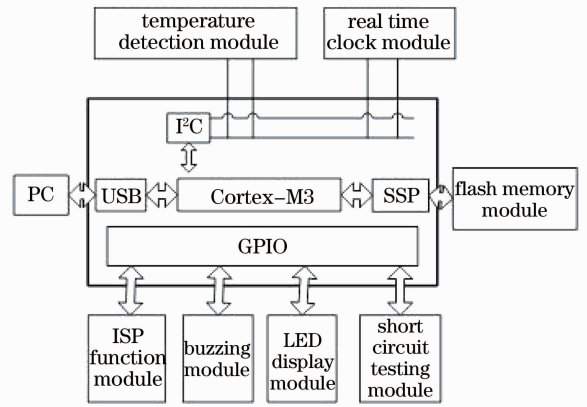 temperature
detection module
real time
clock module
I²C
PC
USB
Cortex–M3
SSP
flash memory
module
GPIO
ISP
function
module
buzzing
module
LED
display
module
short
circuit
testing
module